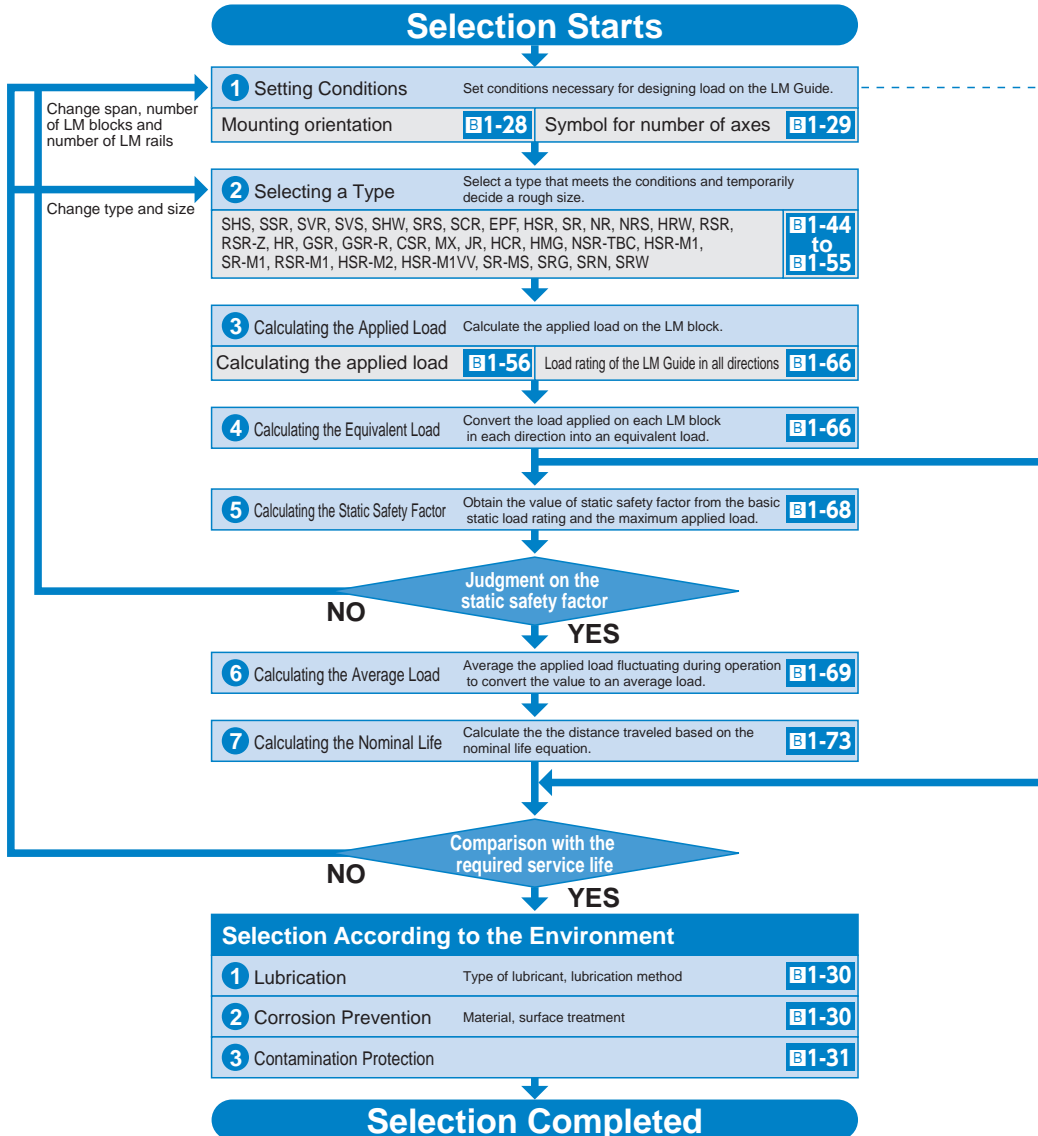 Selection Starts
1 Setting Conditions Set conditions necessary for designing load on the LM Guide.
Change span, number
of LM blocks and
number of LM rails
Mounting orientation B1-28 Symbol for number of axes B1-29
2 Selecting a Type Select a type that meets the conditions and temporarily
decide a rough size.
Change type and size
SHS, SSR, SVR, SVS, SHW, SRS, SCR, EPF, HSR, SR, NR, NRS, HRW, RSR,
RSR-Z, HR, GSR, GSR-R, CSR, MX, JR, HCR, HMG, NSR-TBC, HSR-M1,
SR-M1, RSR-M1, HSR-M2, HSR-M1VV, SR-MS, SRG, SRN, SRW
B1-44
to
B1-55
3 Calculating the Applied Load Calculate the applied load on the LM block.
Calculating the applied load B1-56 Load rating of the LM Guide in all directions B1-66
4 Calculating the Equivalent Load Convert the load applied on each LM block
in each direction into an equivalent load.
B1-66
5 Calculating the Static Safety Factor Obtain the value of static safety factor from the basic
static load rating and the maximum applied load.
B1-68
Judgment on the
static safety factor
NO
YES
6 Calculating the Average Load Average the applied load fluctuating during operation
to convert the value to an average load.
B1-69
7 Calculating the Nominal Life Calculate the the distance traveled based on the
nominal life equation.
B1-73
Comparison with the
required service life
NO
YES
Selection According to the Environment
1 Lubrication Type of lubricant, lubrication method B1-30
2 Corrosion Prevention Material, surface treatment B1-30
3 Contamination Protection B1-31
Selection Completed